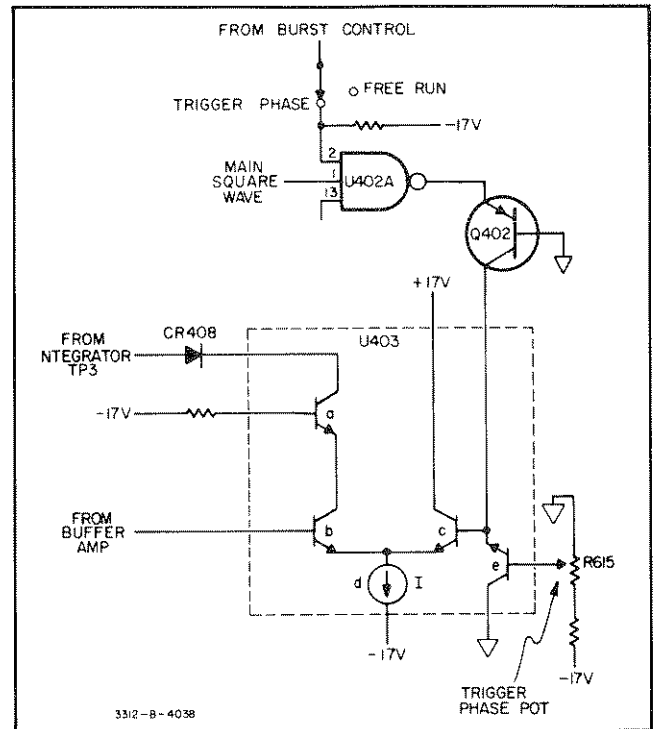 FROM BURST CONTROL
FREE RUN
TRIGGER PHASE
-17V
2
MAIN
SQUARE
WAVE
1
U402A
13
Q402
+17V
FROM
NTEGRATOR
TP3
CR408
U403
-17V
a
FROM
BUFFER
AMP
b
c
e
R615
d
I
-17V
-17V
TRIGGER
PHASE POT
3312-B-4038